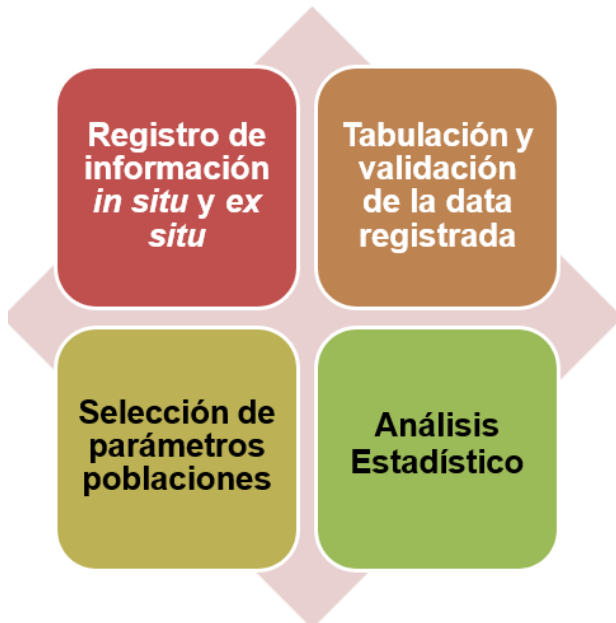 Registro de
información
in situ y ex
situ
Tabulación y
validación
de la data
registrada
Selección de
parámetros
poblaciones
Análisis
Estadístico